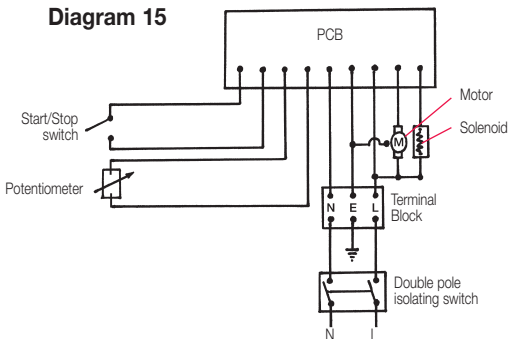 Diagram 15
PCB
Motor
Start/Stop
switch
Solenoid
M
Potentiometer
N E L
Terminal
Block
Double pole
isolating switch
N L